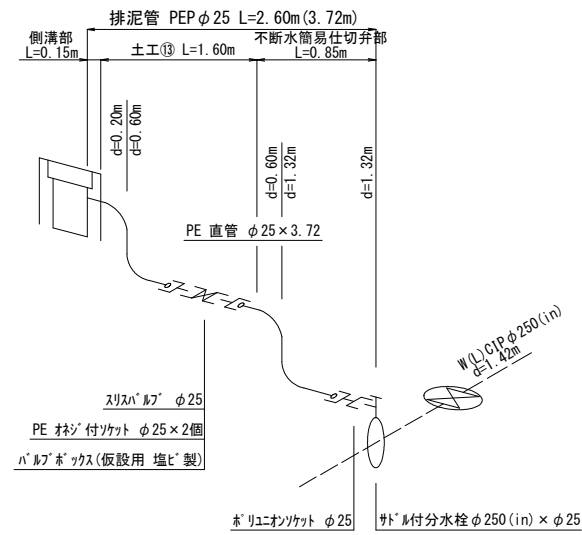 排泥管 PEPφ25 L=2.60m(3.72m)
側溝部
L=0.15m
土工⑬ L=1.60m
不断水簡易仕切弁部
L=0.85m
d=0.20m
d=0.60m
d=0.60m
d=1.32m
d=1.32m
PE 直管 φ25×3.72
W(L)CIPφ250(in)
d=1.42m
スリスバルブ φ25
PE オネジ付ソケット φ25×2個
バルブボックス(仮設用 塩ビ製)
ポリユニオンソケット φ25
サドル付分水栓φ250(in)×φ25